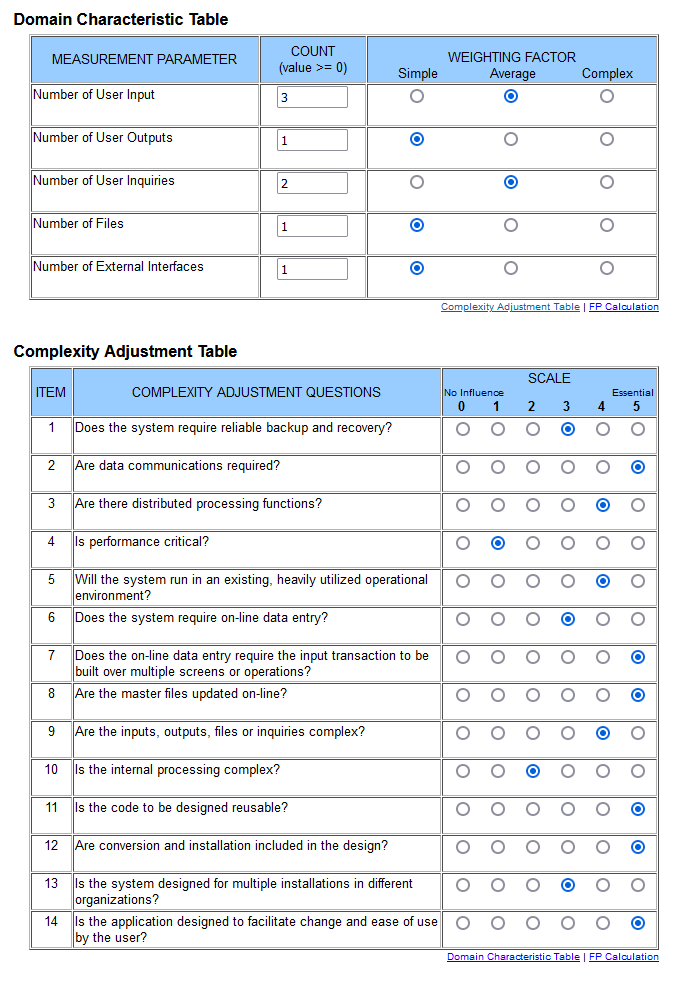 Domain Characteristic Table
MEASUREMENT PARAMETER
COUNT
(value >= 0)
WEIGHTING FACTOR
Simple Average Complex
Number of User Input 3
Number of User Outputs 1
Number of User Inquiries 2
Number of Files 1
Number of External Interfaces 1
Complexity Adjustment Table | FP Calculation
Complexity Adjustment Table
ITEM
COMPLEXITY ADJUSTMENT QUESTIONS
SCALE
No Influence Essential
0 1 2 3 4 5
1 Does the system require reliable backup and recovery?
2 Are data communications required?
3 Are there distributed processing functions?
4 Is performance critical?
5 Will the system run in an existing, heavily utilized operational
environment?
6 Does the system require on-line data entry?
7 Does the on-line data entry require the input transaction to be
built over multiple screens or operations?
8 Are the master files updated on-line?
9 Are the inputs, outputs, files or inquiries complex?
10 Is the internal processing complex?
11 Is the code to be designed reusable?
12 Are conversion and installation included in the design?
13 Is the system designed for multiple installations in different
organizations?
14 Is the application designed to facilitate change and ease of use
by the user?
Domain Characteristic Table | FP Calculation